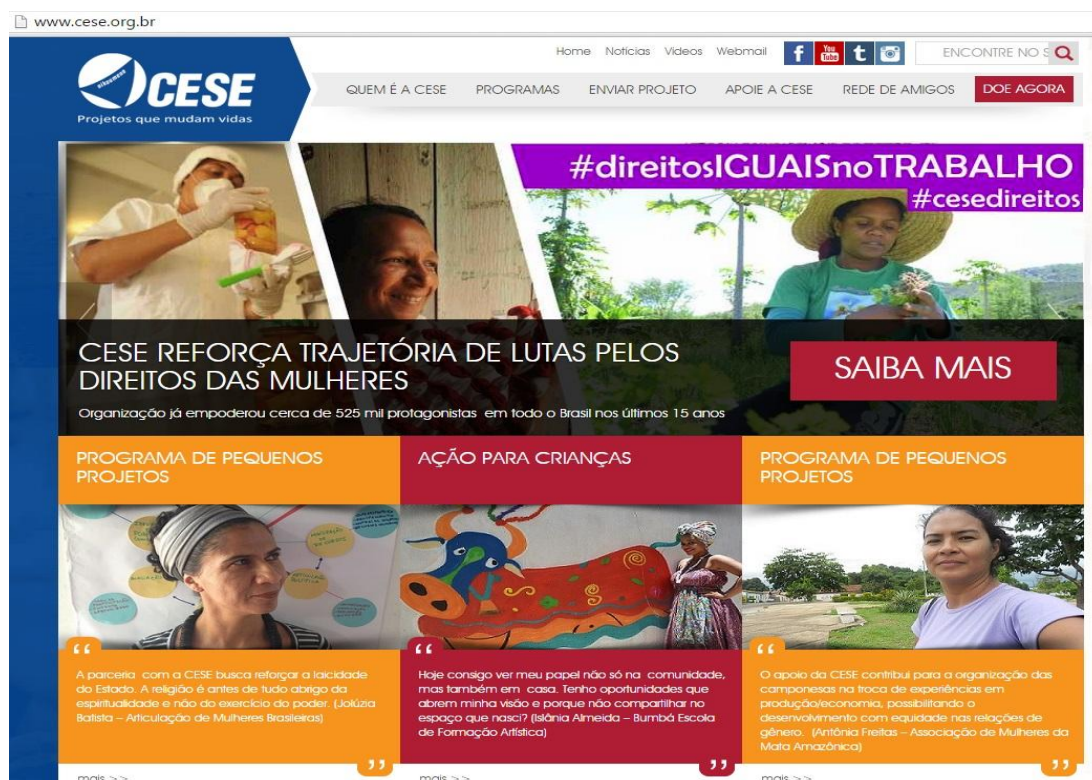 www.cese.org.br
Home Notícias Vídeos Webmail f You Tube t ENCONTRE NO S
CESE
Projetos que mudam vidas
QUEM É A CESE PROGRAMAS ENVIAR PROJETO APOIE A CESE REDE DE AMIGOS DOE AGORA
#direitosIGUAISnoTRABALHO
#cesedireitos
CESE REFORÇA TRAJETÓRIA DE LUTAS PELOS
DIREITOS DAS MULHERES
SAIBA MAIS
Organização já empoderou cerca de 525 mil protagonistas em todo o Brasil nos últimos 15 anos
PROGRAMA DE PEQUENOS
PROJETOS
“
A parceria com a CESE busca reforçar a laicidade
do Estado. A religião é antes de tudo abrigo da
espiritualidade e não do exercício do poder. (Jolúzia
Batista – Articulação de Mulheres Brasileiras)
”
mais >>
AÇÃO PARA CRIANÇAS
“
Hoje consigo ver meu papel não só na comunidade,
mas também em casa. Tenho oportunidades que
abrem minha visão e porque não compartilhar no
espaço que nasci? (Islânia Almeida – Bumbá Escola
de Formação Artística)
”
mais >>
PROGRAMA DE PEQUENOS
PROJETOS
“
O apoio da CESE contribui para a organização das
camponesas na troca de experiências em
produção/economia, possibilitando o
desenvolvimento com equidade nas relações de
gênero. (Antônia Freitas – Associação de Mulheres da
Mata Amazônica)
”
mais >>